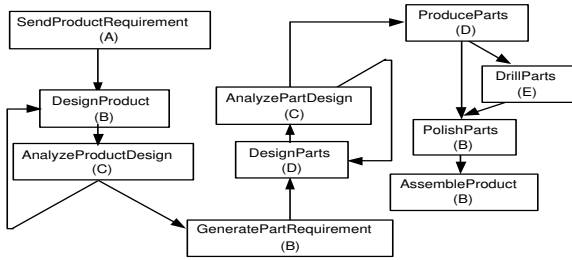 SendProductRequirement
(A)
DesignProduct
(B)
AnalyzeProductDesign
(C)
GeneratePartRequirement
(B)
DesignParts
(D)
AnalyzePartDesign
(C)
ProduceParts
(D)
DrillParts
(E)
PolishParts
(B)
AssembleProduct
(B)